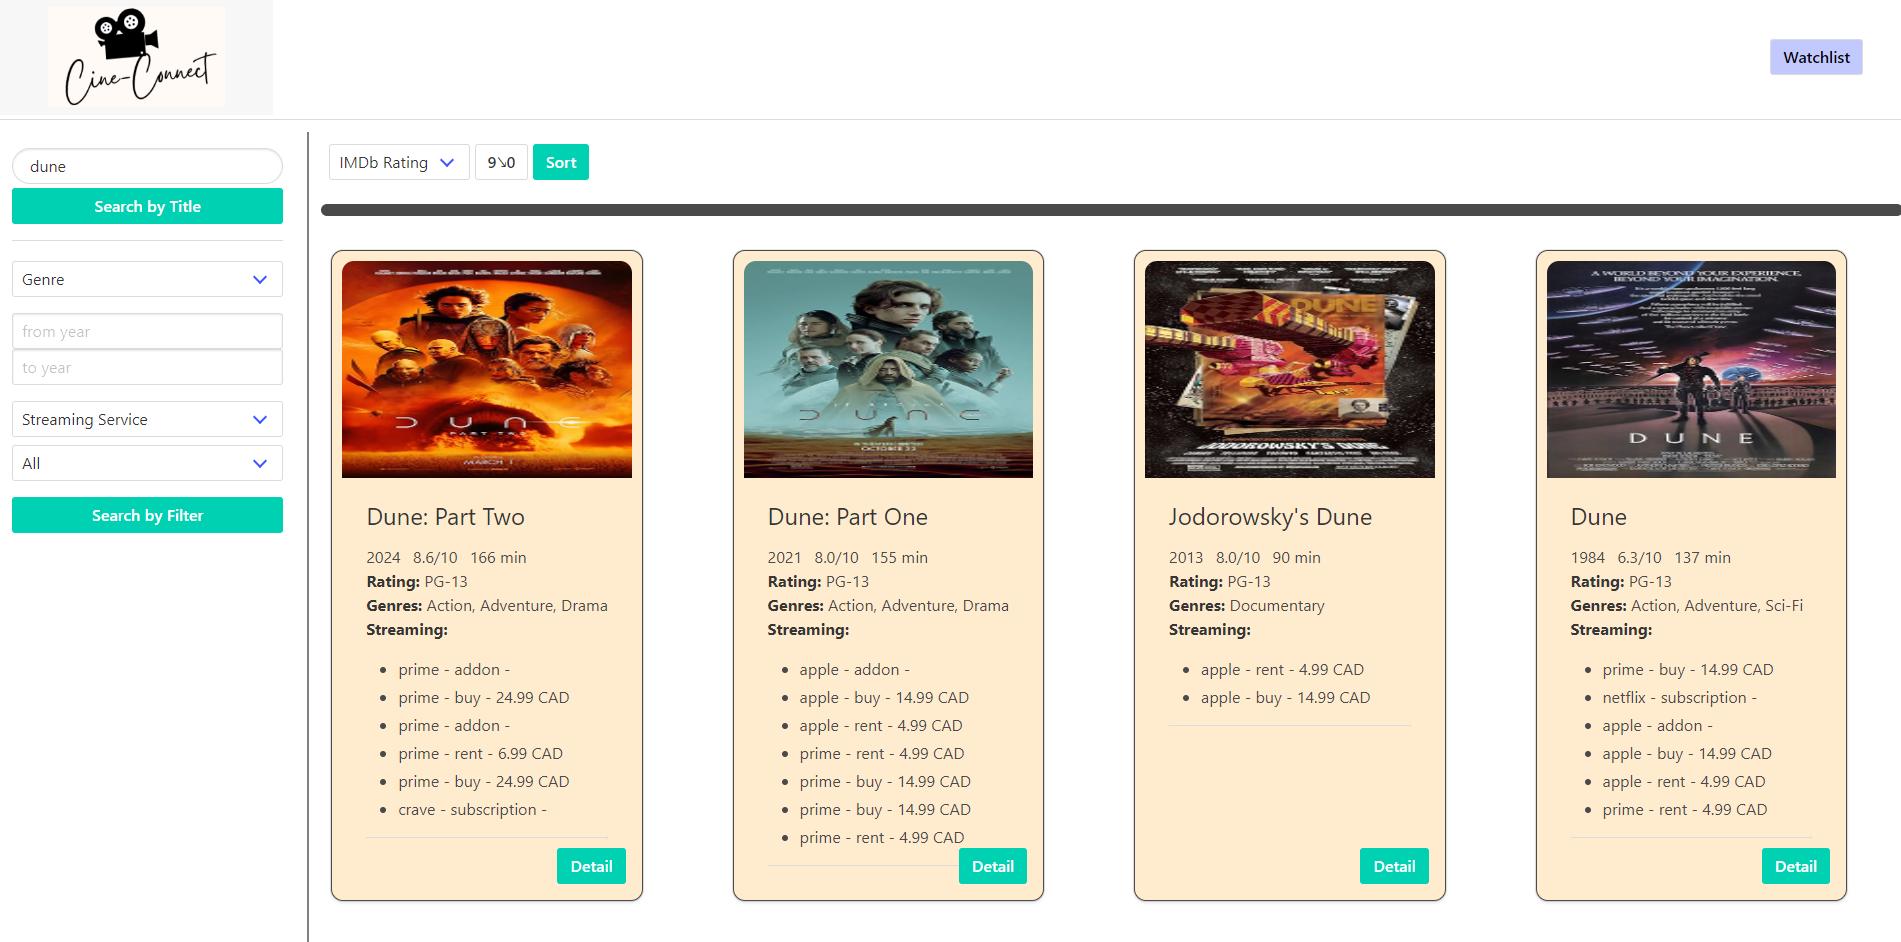 Cine-Connect
Watchlist
dune
Search by Title
Genre
from year
to year
Streaming Service
All
Search by Filter
IMDb Rating
9↘0
Sort
DUNE
PART TWO
MARCH 1
Dune: Part Two
2024 8.6/10 166 min
Rating: PG-13
Genres: Action, Adventure, Drama
Streaming:
prime - addon -
prime - buy - 24.99 CAD
prime - addon -
prime - rent - 6.99 CAD
prime - buy - 24.99 CAD
crave - subscription -
Detail
DUNE
OCTOBER 22
Dune: Part One
2021 8.0/10 155 min
Rating: PG-13
Genres: Action, Adventure, Drama
Streaming:
apple - addon -
apple - buy - 14.99 CAD
apple - rent - 4.99 CAD
prime - rent - 4.99 CAD
prime - buy - 14.99 CAD
prime - buy - 14.99 CAD
prime - rent - 4.99 CAD
Detail
DUNE
JODOROWSKY'S DUNE
Jodorowsky's Dune
2013 8.0/10 90 min
Rating: PG-13
Genres: Documentary
Streaming:
apple - rent - 4.99 CAD
apple - buy - 14.99 CAD
Detail
A WORLD BEYOND YOUR EXPERIENCE,
BEYOND YOUR IMAGINATION.
DUNE
Dune
1984 6.3/10 137 min
Rating: PG-13
Genres: Action, Adventure, Sci-Fi
Streaming:
prime - buy - 14.99 CAD
netflix - subscription -
apple - addon -
apple - buy - 14.99 CAD
apple - rent - 4.99 CAD
prime - rent - 4.99 CAD
Detail